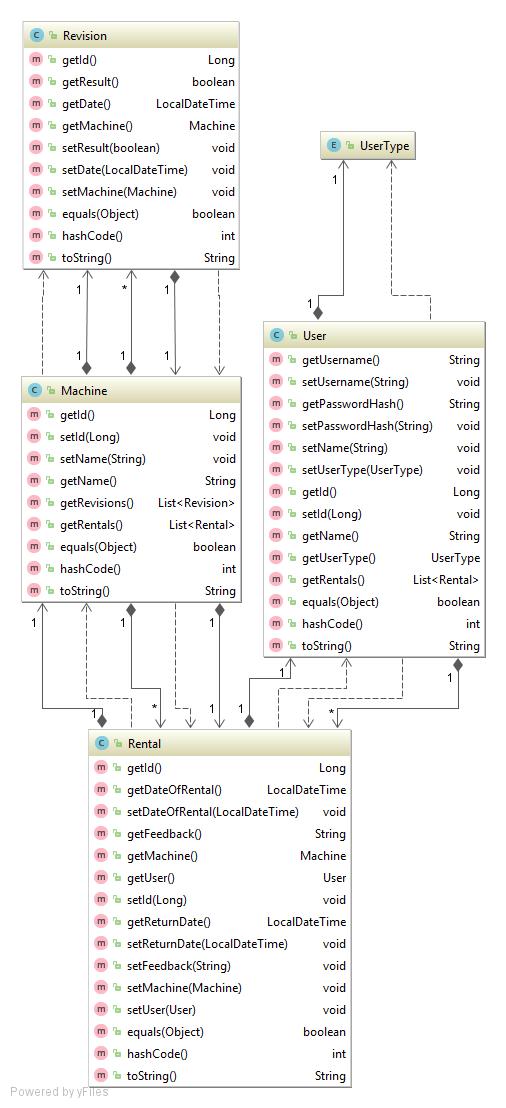 Revision
getId() Long
getResult() boolean
getDate() LocalDateTime
getMachine() Machine
setResult(boolean) void
setDate(LocalDateTime) void
setMachine(Machine) void
equals(Object) boolean
hashCode() int
toString() String
UserType
1
1 * 1
1
1 1 1
User
getUsername() String
setUsername(String) void
getPasswordHash() String
setPasswordHash(String) void
setName(String) void
setUserType(UserType) void
getId() Long
setId(Long) void
getName() String
getUserType() UserType
getRentals() List<Rental>
equals(Object) boolean
hashCode() int
toString() String
Machine
getId() Long
setId(Long) void
setName(String) void
getName() String
getRevisions() List<Revision>
getRentals() List<Rental>
equals(Object) boolean
hashCode() int
toString() String
1 1 1
1 1
1 * 1 1 *
Rental
getId() Long
getDateOfRental() LocalDateTime
setDateOfRental(LocalDateTime) void
getFeedback() String
getMachine() Machine
getUser() User
setId(Long) void
getReturnDate() LocalDateTime
setReturnDate(LocalDateTime) void
setFeedback(String) void
setMachine(Machine) void
setUser(User) void
equals(Object) boolean
hashCode() int
toString() String
Powered by yFiles